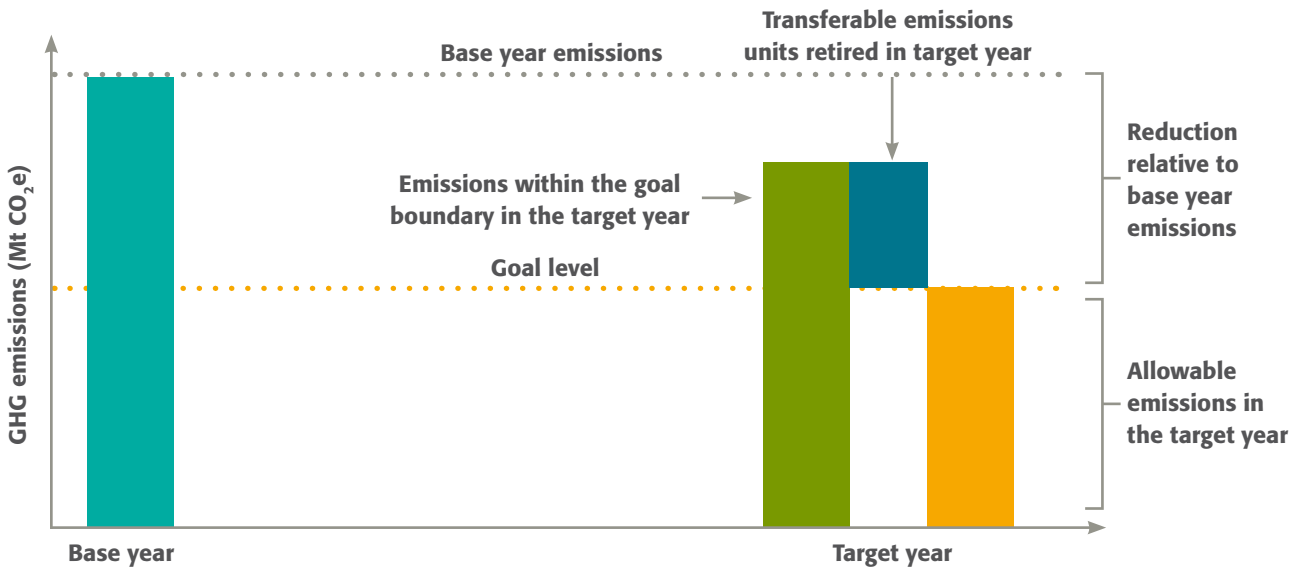 Transferable emissions
units retired in target year
Base year emissions
Reduction
relative to
base year
emissions
Emissions within the goal
boundary in the target year
Goal level
GHG emissions (Mt CO₂e)
Allowable
emissions in
the target year
Base year
Target year